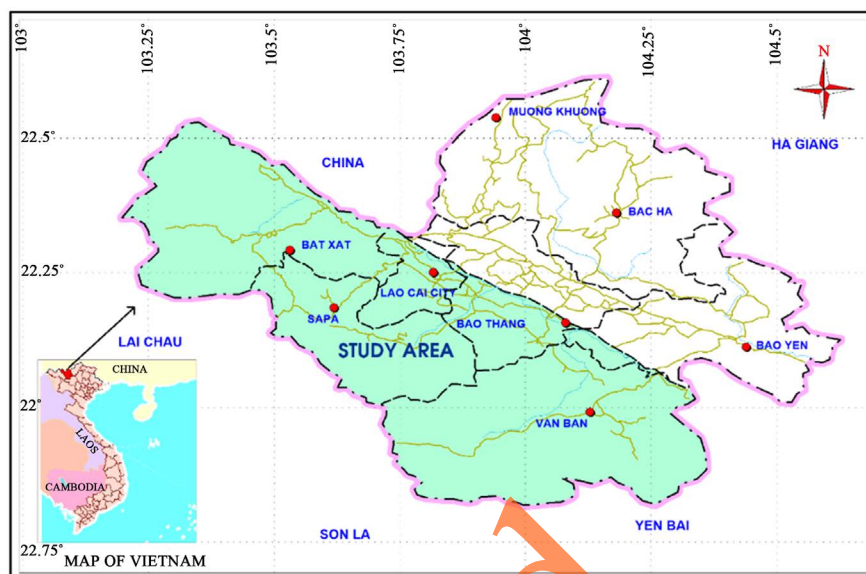 103°
103.25°
103.75°
104°
104.25°
104.5°
N
MUONG KHUONG
22.5°
HA GIANG
CHINA
BAC HA
BAT XAT
22.25°
LAO CAI CITY
SAPA
BAO THANG
LAI CHAU
STUDY AREA
BAO YEN
CHINA
22°
VAN BAN
LAOS
CAMBODIA
SON LA
YEN BAI
22.75°
MAP OF VIETNAM